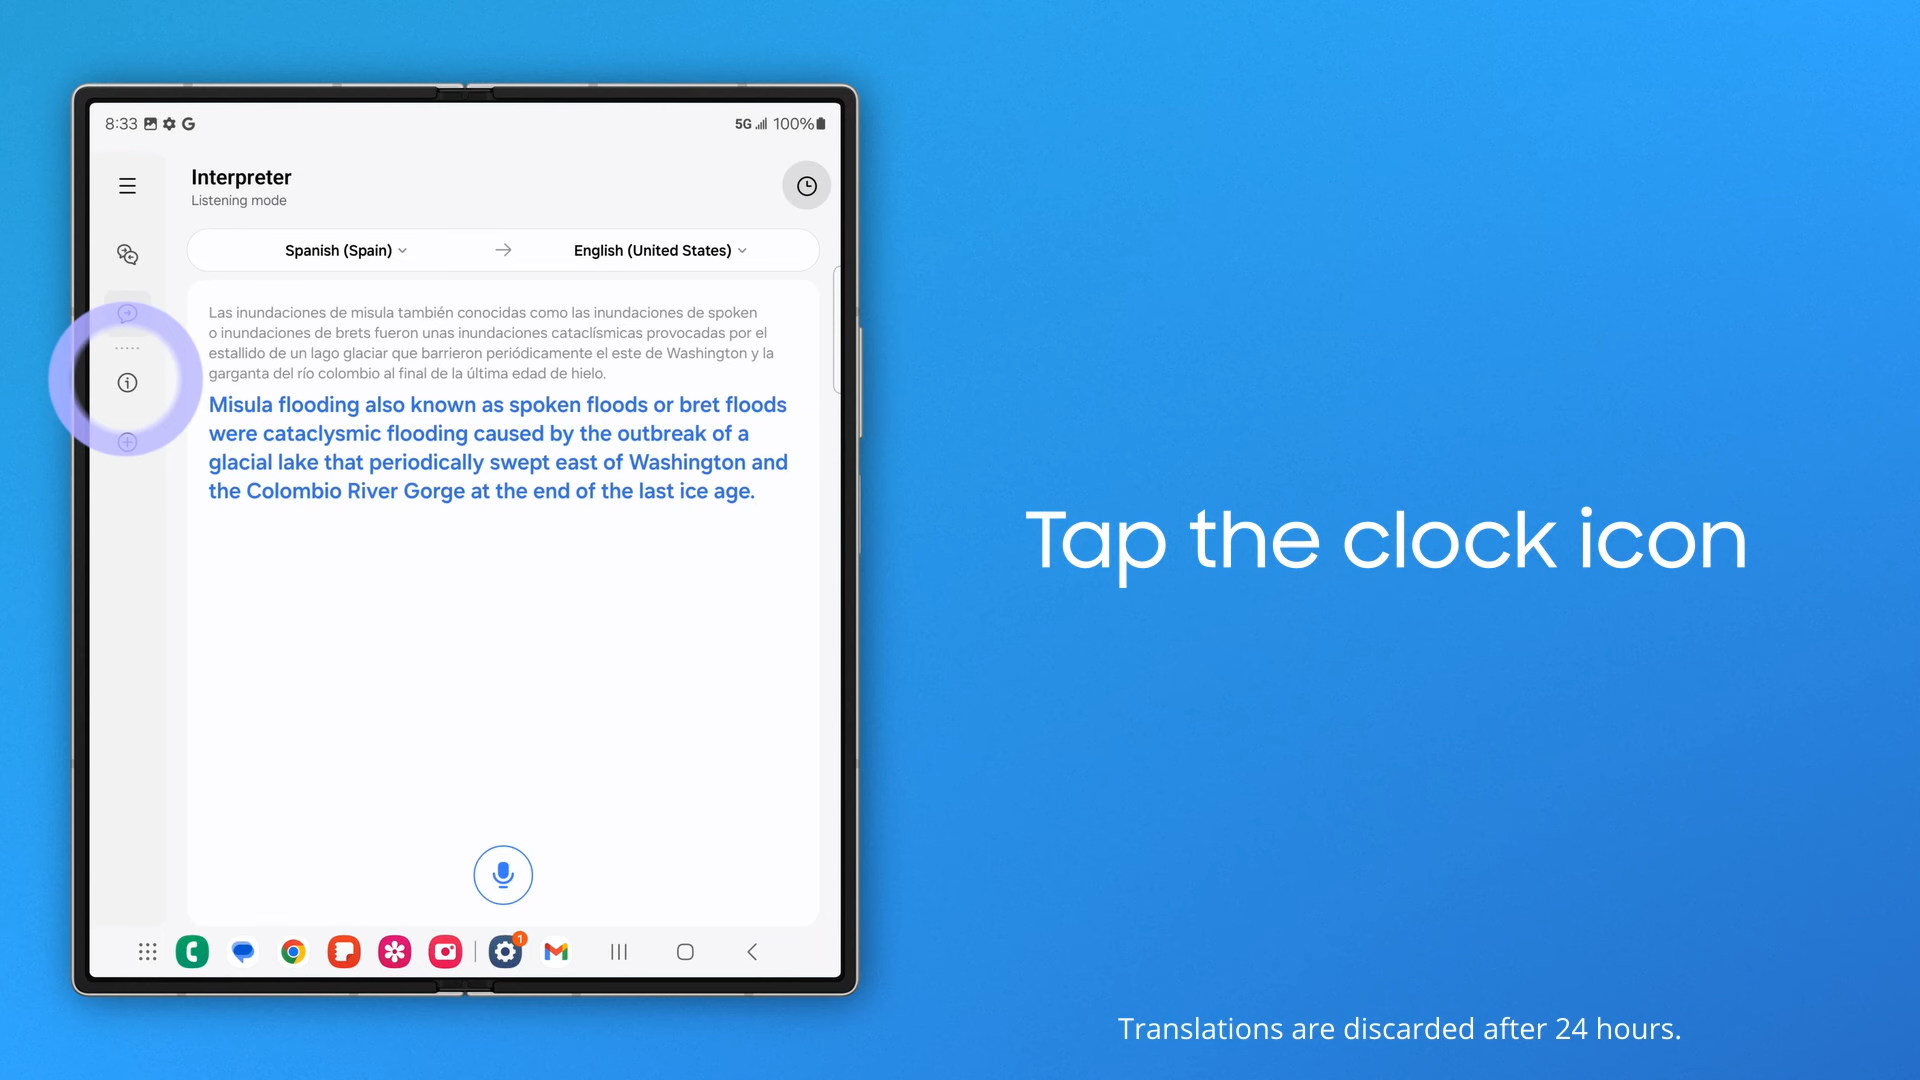 8:33
5G 100%
Interpreter
Listening mode
Spanish (Spain)
English (United States)
Las inundaciones de misula también conocidas como las inundaciones de spoken
o inundaciones de brets fueron unas inundaciones cataclísmicas provocadas por el
estallido de un lago glaciar que barrieron periódicamente el este de Washington y la
garganta del río colombio al final de la última edad de hielo.
Misula flooding also known as spoken floods or bret floods
were cataclysmic flooding caused by the outbreak of a
glacial lake that periodically swept east of Washington and
the Colombio River Gorge at the end of the last ice age.
1
Tap the clock icon
Translations are discarded after 24 hours.